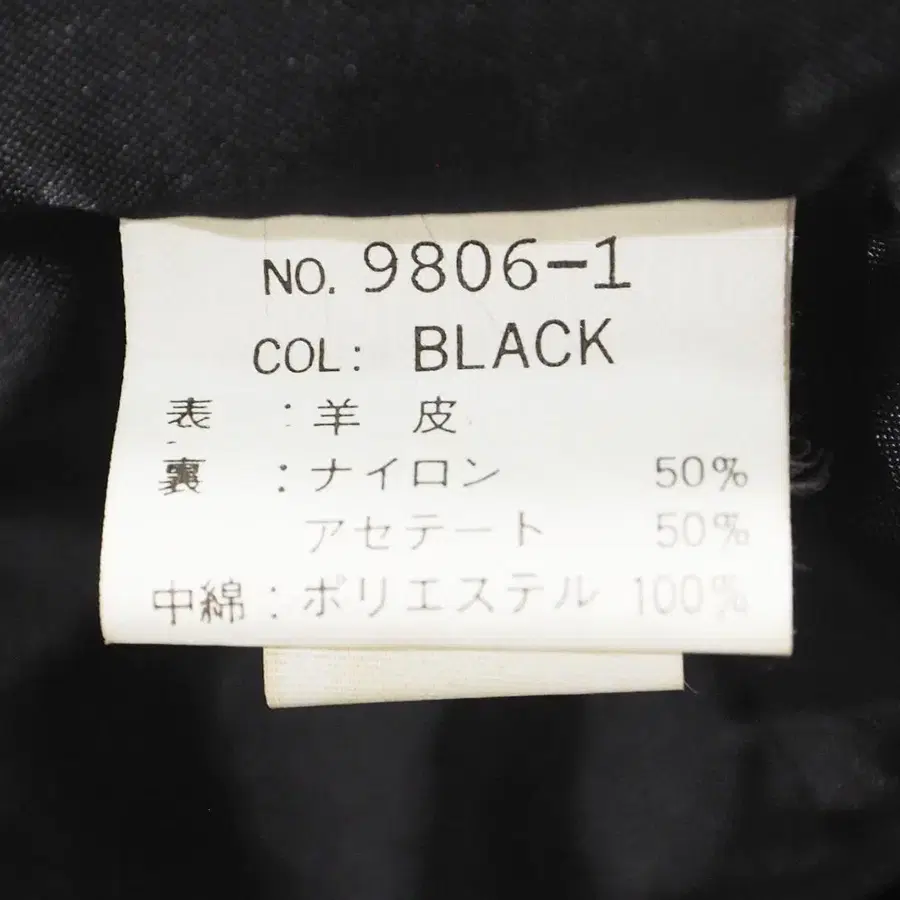 NO. 9806-1
COL: BLACK
表 : 羊 皮
裏 : ナイロン 50%
アセテート 50%
中綿 : ポリエステル 100%